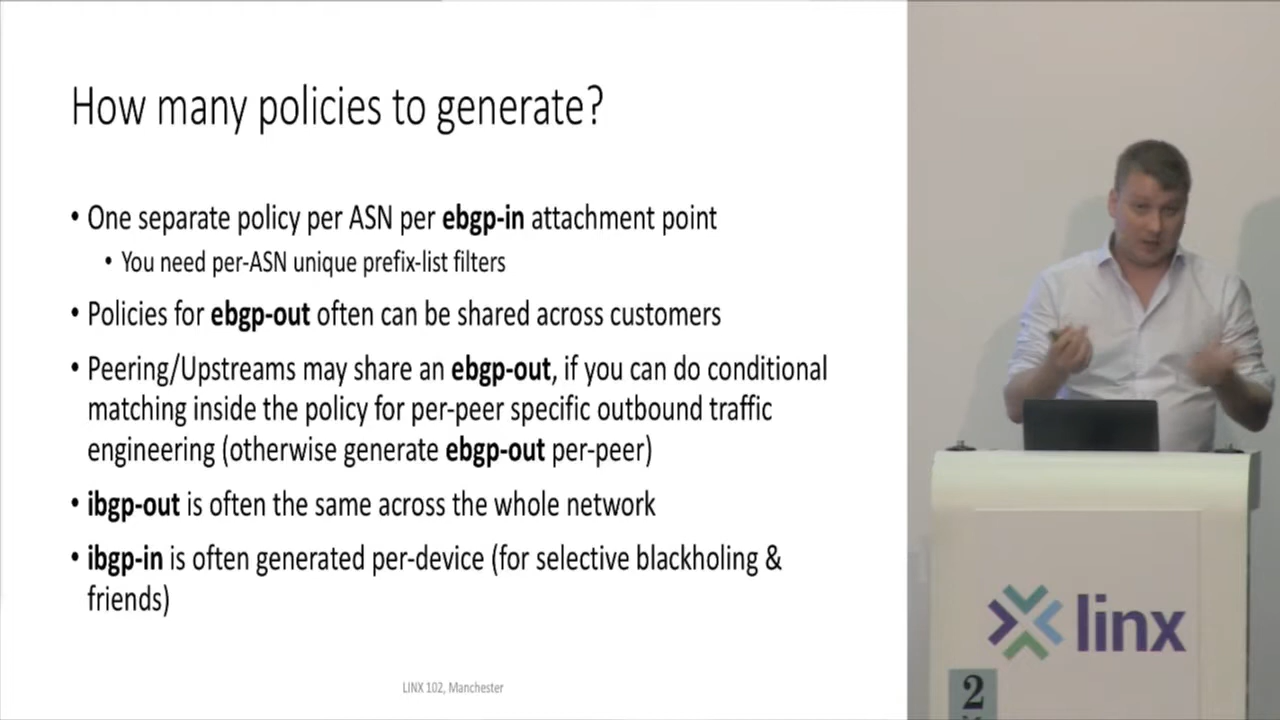 How many policies to generate?
• One separate policy per ASN per ebgp-in attachment point
• You need per-ASN unique prefix-list filters
• Policies for ebgp-out often can be shared across customers
• Peering/Upstreams may share an ebgp-out, if you can do conditional
matching inside the policy for per-peer specific outbound traffic
engineering (otherwise generate ebgp-out per-peer)
• ibgp-out is often the same across the whole network
• ibgp-in is often generated per-device (for selective blackholing &
friends)
LINX 102, Manchester
linx
2